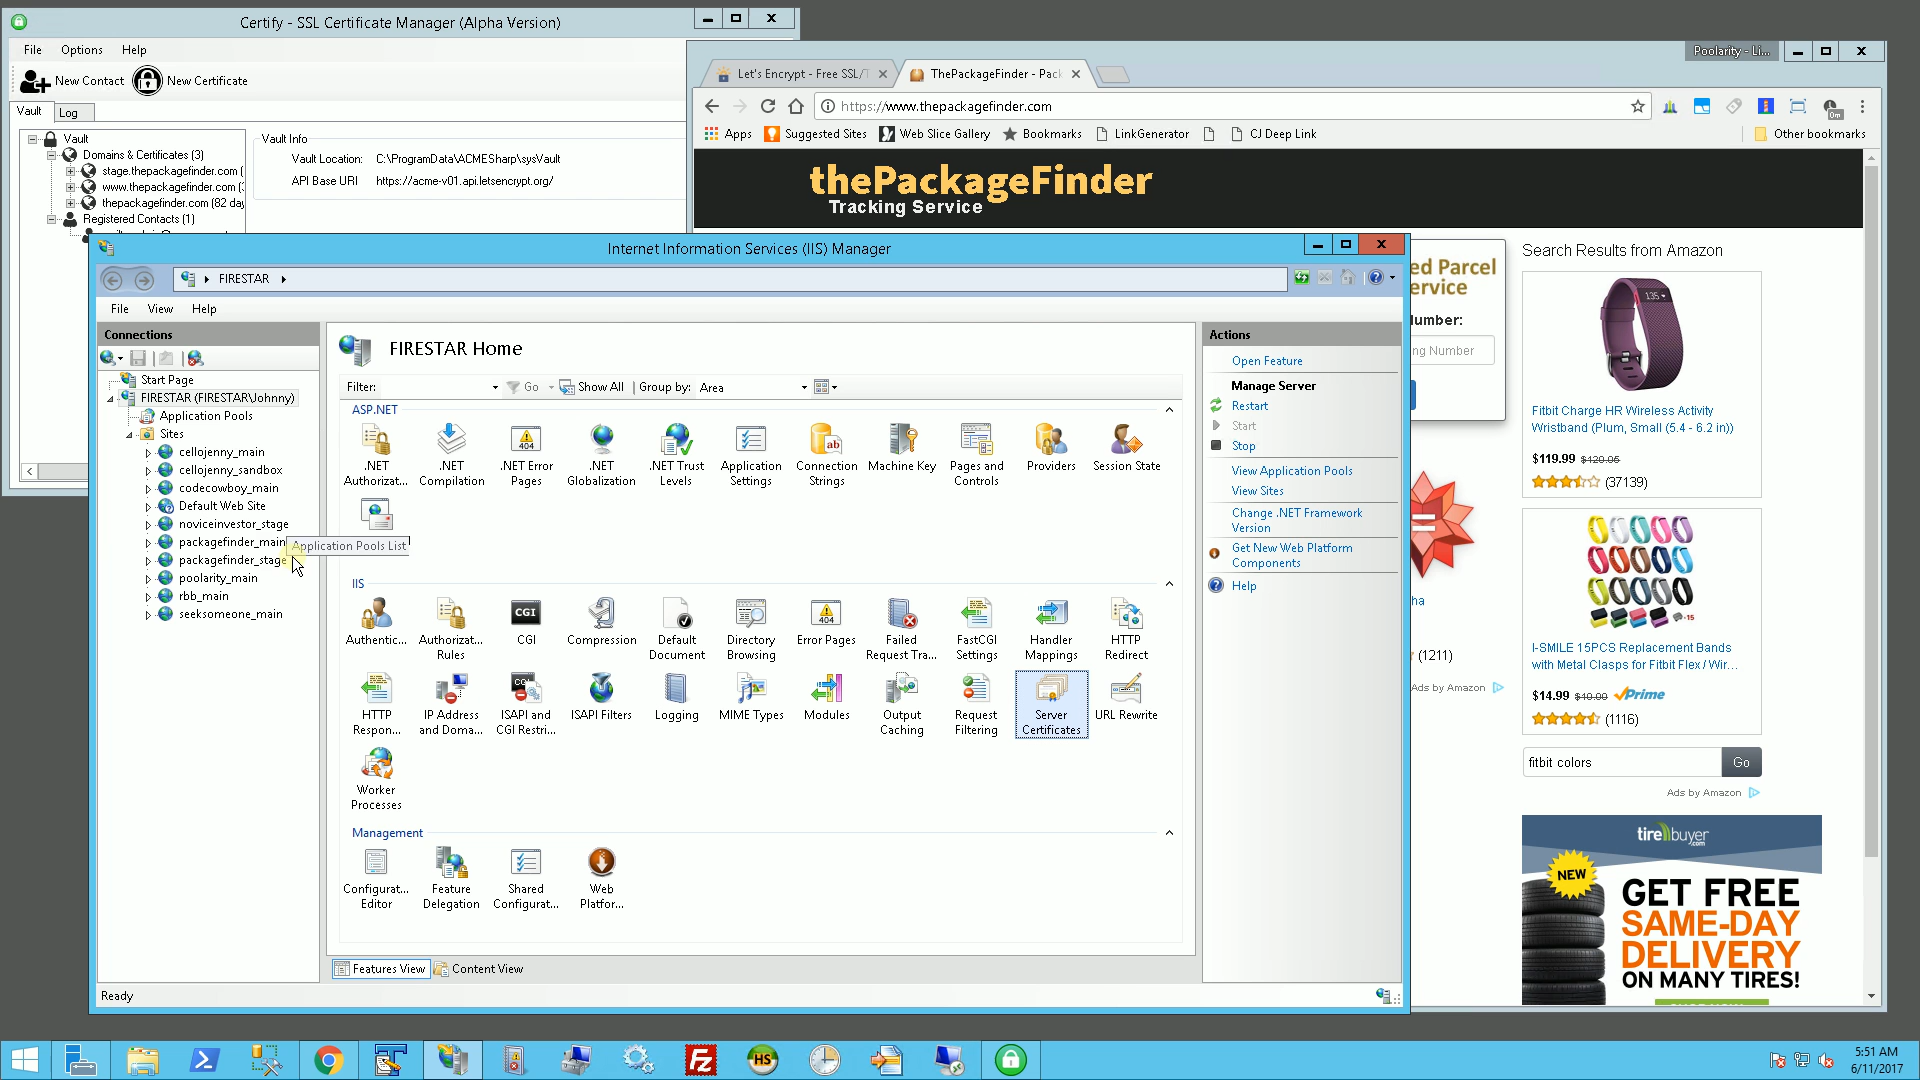 Certify - SSL Certificate Manager (Alpha Version)
File Options Help
New Contact New Certificate
Vault Log
Vault
Domains & Certificates (3)
stage.thepackagefinder.com (
www.thepackagefinder.com (
thepackagefinder.com (82 day
Registered Contacts (1)
Vault Info
Vault Location: C:\ProgramData\ACMESharp\sysVault
API Base URI https://acme-v01.api.letsencrypt.org/
Poolarity - Li...
Let's Encrypt - Free SSL/T
ThePackageFinder - Pack
https://www.thepackagefinder.com
Apps Suggested Sites Web Slice Gallery Bookmarks LinkGenerator CJ Deep Link Other bookmarks
thePackageFinder
Tracking Service
Internet Information Services (IIS) Manager
FIRESTAR
File View Help
Connections
Start Page
FIRESTAR (FIRESTAR\Johnny)
Application Pools
Sites
cellojenny_main
cellojenny_sandbox
codecowboy_main
Default Web Site
noviceinvestor_stage
packagefinder_main
packagefinder_stage
poolarity_main
rbb_main
seeksomeone_main
Application Pools List
FIRESTAR Home
Filter: Go Show All Group by: Area
ASP.NET
.NET Authorizat...
.NET Compilation
.NET Error Pages
.NET Globalization
.NET Trust Levels
Application Settings
Connection Strings
Machine Key
Pages and Controls
Providers
Session State
IIS
Authentic...
Authorizat... Rules
CGI
Compression
Default Document
Directory Browsing
Error Pages
Failed Request Tra...
FastCGI Settings
Handler Mappings
HTTP Redirect
HTTP Respon...
IP Address and Doma...
ISAPI and CGI Restri...
ISAPI Filters
Logging
MIME Types
Modules
Output Caching
Request Filtering
Server Certificates
URL Rewrite
Worker Processes
Management
Configurat... Editor
Feature Delegation
Shared Configurat...
Web Platfor...
Features View Content View
Ready
Actions
Open Feature
Manage Server
Restart
Start
Stop
View Application Pools
View Sites
Change .NET Framework
Version
Get New Web Platform
Components
Help
ed Parcel
ervice
umber:
ng Number
ha
(1211)
Ads by Amazon
Search Results from Amazon
Fitbit Charge HR Wireless Activity
Wristband (Plum, Small (5.4 - 6.2 in))
$119.99 $129.95
(37139)
I-SMILE 15PCS Replacement Bands
with Metal Clasps for Fitbit Flex / Wir...
$14.99 $19.99 Prime
(1116)
fitbit colors Go
Ads by Amazon
tirebuyer
.com
NEW
GET FREE
SAME-DAY
DELIVERY
ON MANY TIRES!
5:51 AM
6/11/2017